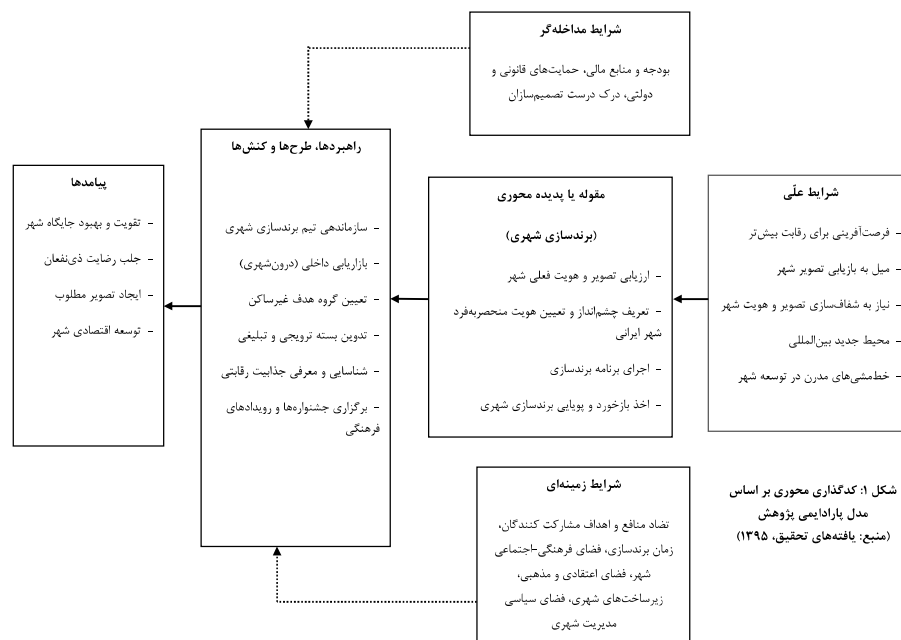 شرایط مداخله‌گر
بودجه و منابع مالی، حمایت‌های قانونی و
دولتی، درک درست تصمیم‌سازان
شرایط علّی
- فرصت‌آفرینی برای رقابت بیش‌تر
- میل به بازیابی تصویر شهر
- نیاز به شفاف‌سازی تصویر و هویت شهر
- محیط جدید بین‌المللی
- خط‌مشی‌های مدرن در توسعه شهر
مقوله یا پدیده محوری
(برندسازی شهری)
- ارزیابی تصویر و هویت فعلی شهر
- تعریف چشم‌انداز و تعیین هویت منحصربه‌فرد
شهر ایرانی
- اجرای برنامه برندسازی
- اخذ بازخورد و پویایی برندسازی شهری
راهبردها، طرح‌ها و کنش‌ها
- سازماندهی تیم برندسازی شهری
- بازاریابی داخلی (درون‌شهری)
- تعیین گروه هدف غیرساکن
- تدوین بسته ترویجی و تبلیغی
- شناسایی و معرفی جذابیت رقابتی
- برگزاری جشنواره‌ها و رویدادهای
فرهنگی
پیامدها
- تقویت و بهبود جایگاه شهر
- جلب رضایت ذی‌نفعان
- ایجاد تصویر مطلوب
- توسعه اقتصادی شهر
شرایط زمینه‌ای
تضاد منافع و اهداف مشارکت کنندگان،
زمان برندسازی، فضای فرهنگی-اجتماعی
شهر، فضای اعتقادی و مذهبی،
زیرساخت‌های شهری، فضای سیاسی
مدیریت شهری
شکل ۱: کدگذاری محوری بر اساس
مدل پارادایمی پژوهش
(منبع: یافته‌های تحقیق، ۱۳۹۵)